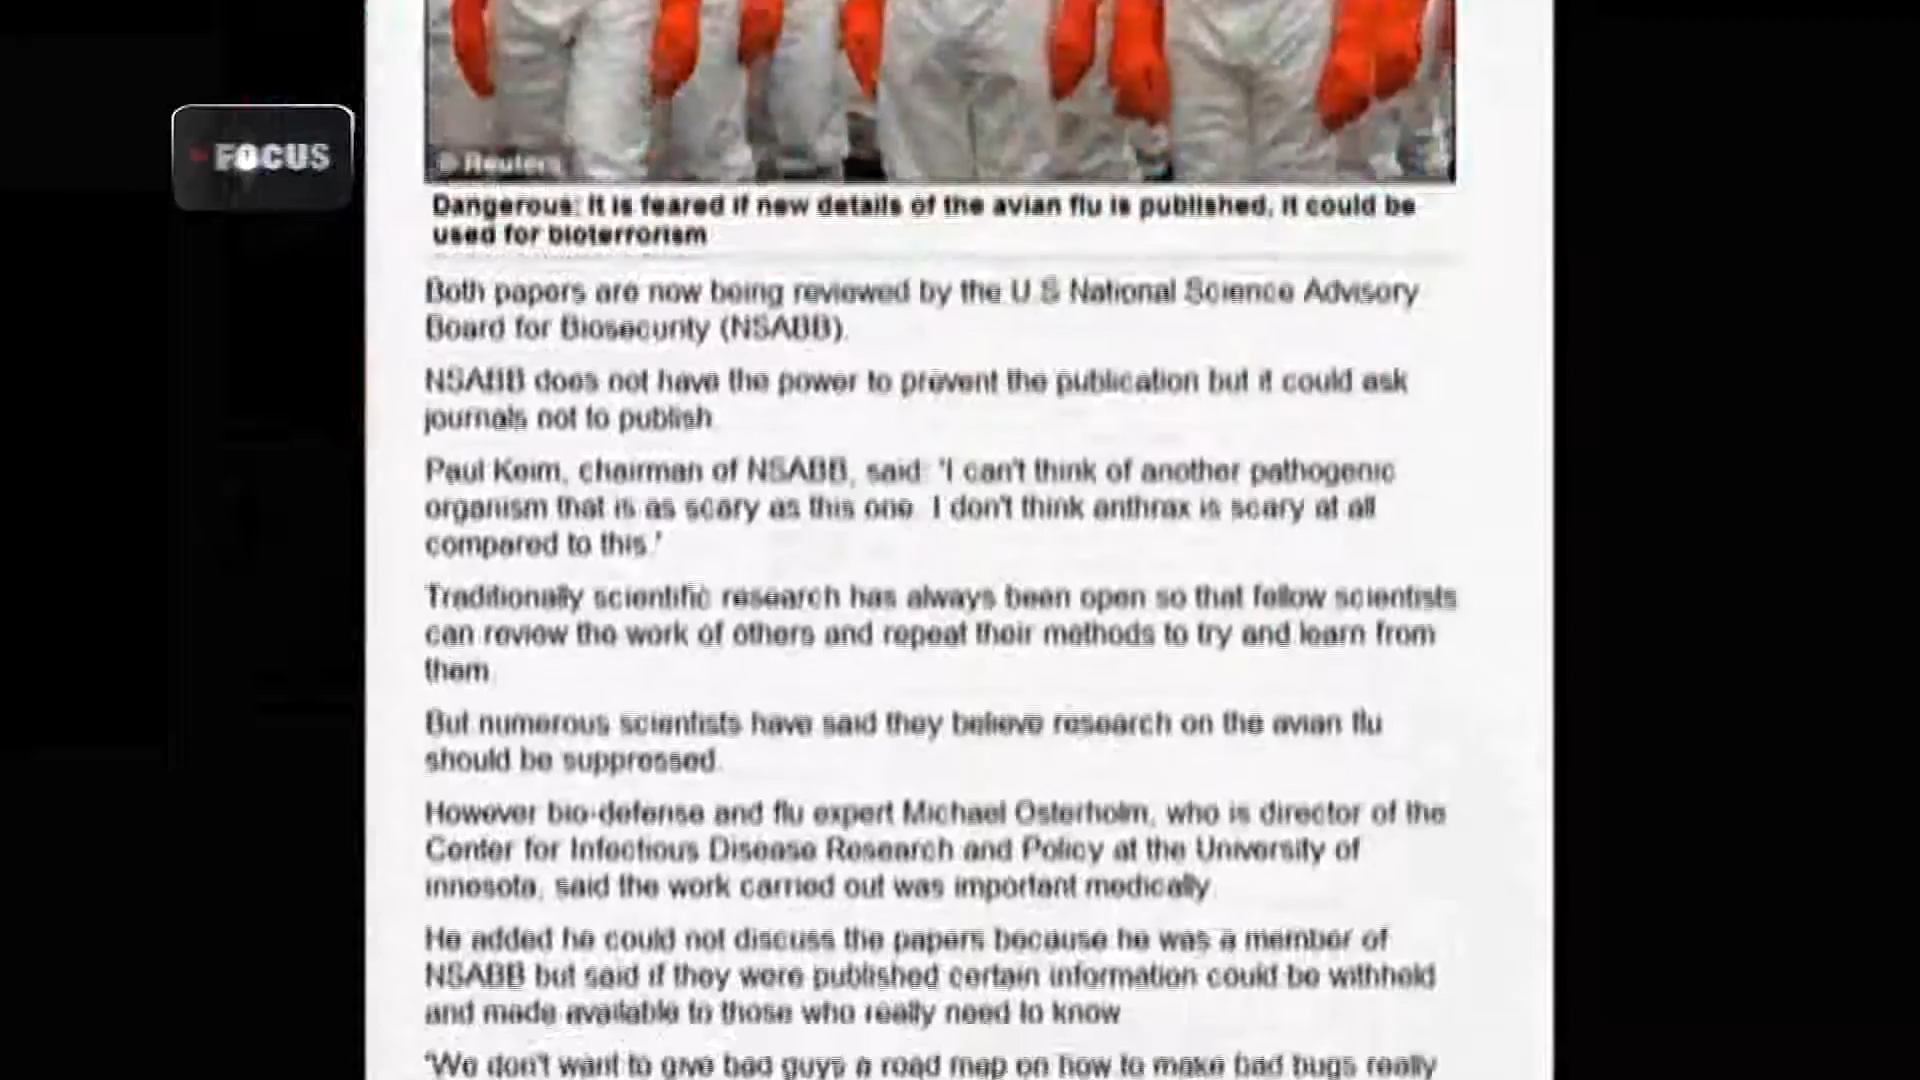 FOCUS
© Reuters
Dangerous: It is feared if new details of the avian flu is published, it could be
used for bioterrorism
Both papers are now being reviewed by the U.S National Science Advisory
Board for Biosecurity (NSABB).
NSABB does not have the power to prevent the publication but it could ask
journals not to publish.
Paul Keim, chairman of NSABB, said: 'I can't think of another pathogenic
organism that is as scary as this one. I don't think anthrax is scary at all
compared to this.'
Traditionally scientific research has always been open so that fellow scientists
can review the work of others and repeat their methods to try and learn from
them.
But numerous scientists have said they believe research on the avian flu
should be suppressed.
However bio-defense and flu expert Michael Osterholm, who is director of the
Center for Infectious Disease Research and Policy at the University of
innesota, said the work carried out was important medically.
He added he could not discuss the papers because he was a member of
NSABB but said if they were published certain information could be withheld
and made available to those who really need to know.
'We don't want to give bad guys a road map on how to make bad bugs really